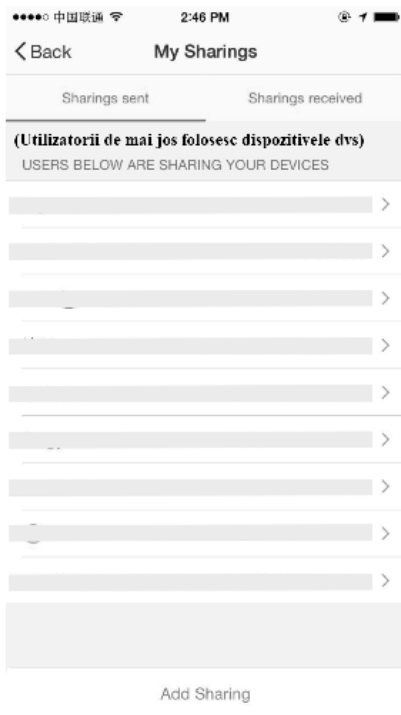 中国联通 2:46 PM
Back My Sharings
Sharings sent Sharings received
(Utilizatorii de mai jos folosesc dispozitivele dvs)
USERS BELOW ARE SHARING YOUR DEVICES
Add Sharing